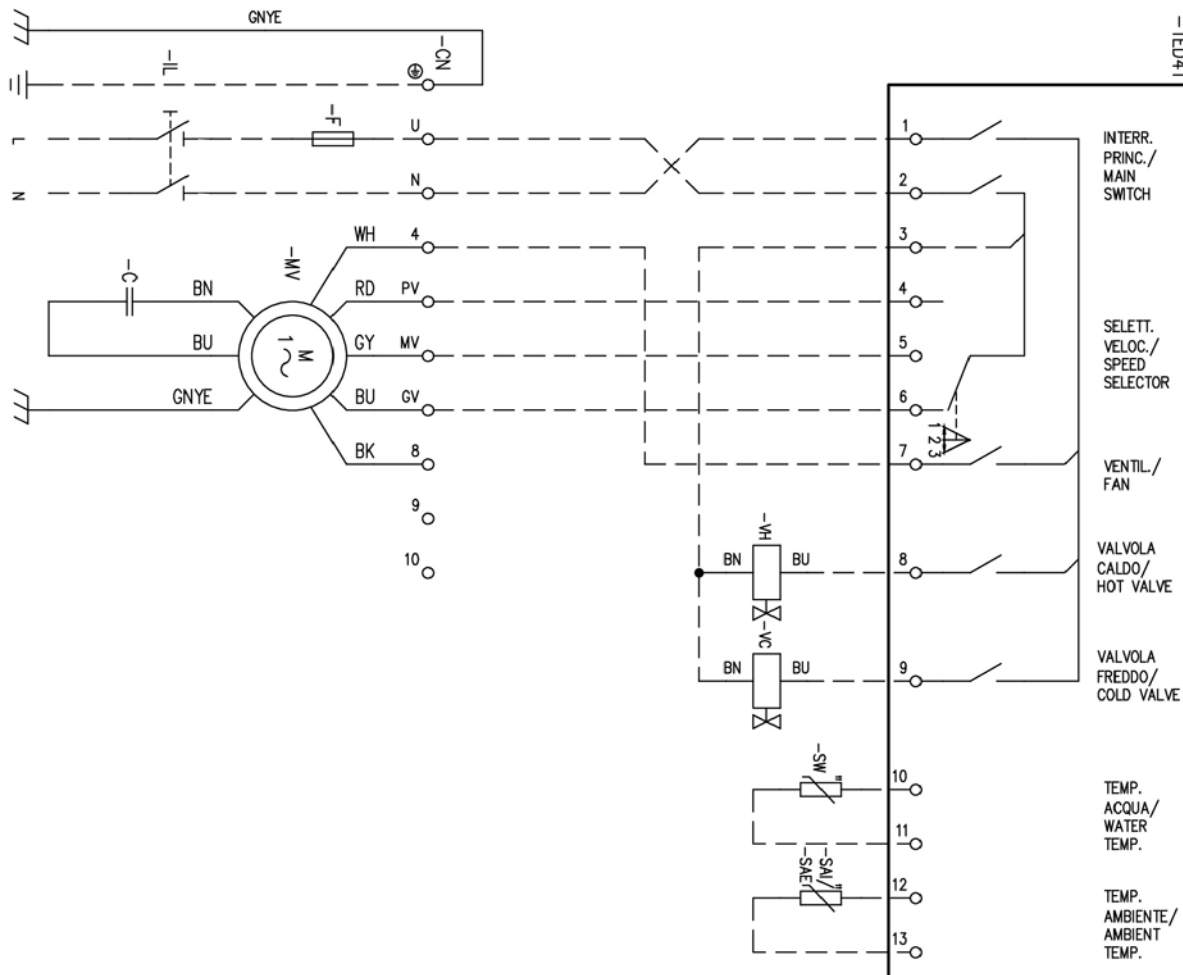 GNYE
-CN
-IL
-TED41
L
-F
U
1
INTERR.
PRINC./
MAIN
SWITCH
N
N
2
-MV
WH
4
3
-C
BN
RD
PV
4
M
1
BU
GY
MV
5
SELETT.
VELOC./
SPEED
SELECTOR
GNYE
BU
GV
6
1
2
3
BK
8
7
VENTIL./
FAN
9
10
-VH
BN
BU
8
VALVOLA
CALDO/
HOT VALVE
-VC
BN
BU
9
VALVOLA
FREDDO/
COLD VALVE
-SW
10
TEMP.
ACQUA/
WATER
TEMP.
11
-SAI/
-SAE
12
TEMP.
AMBIENTE/
AMBIENT
TEMP.
13